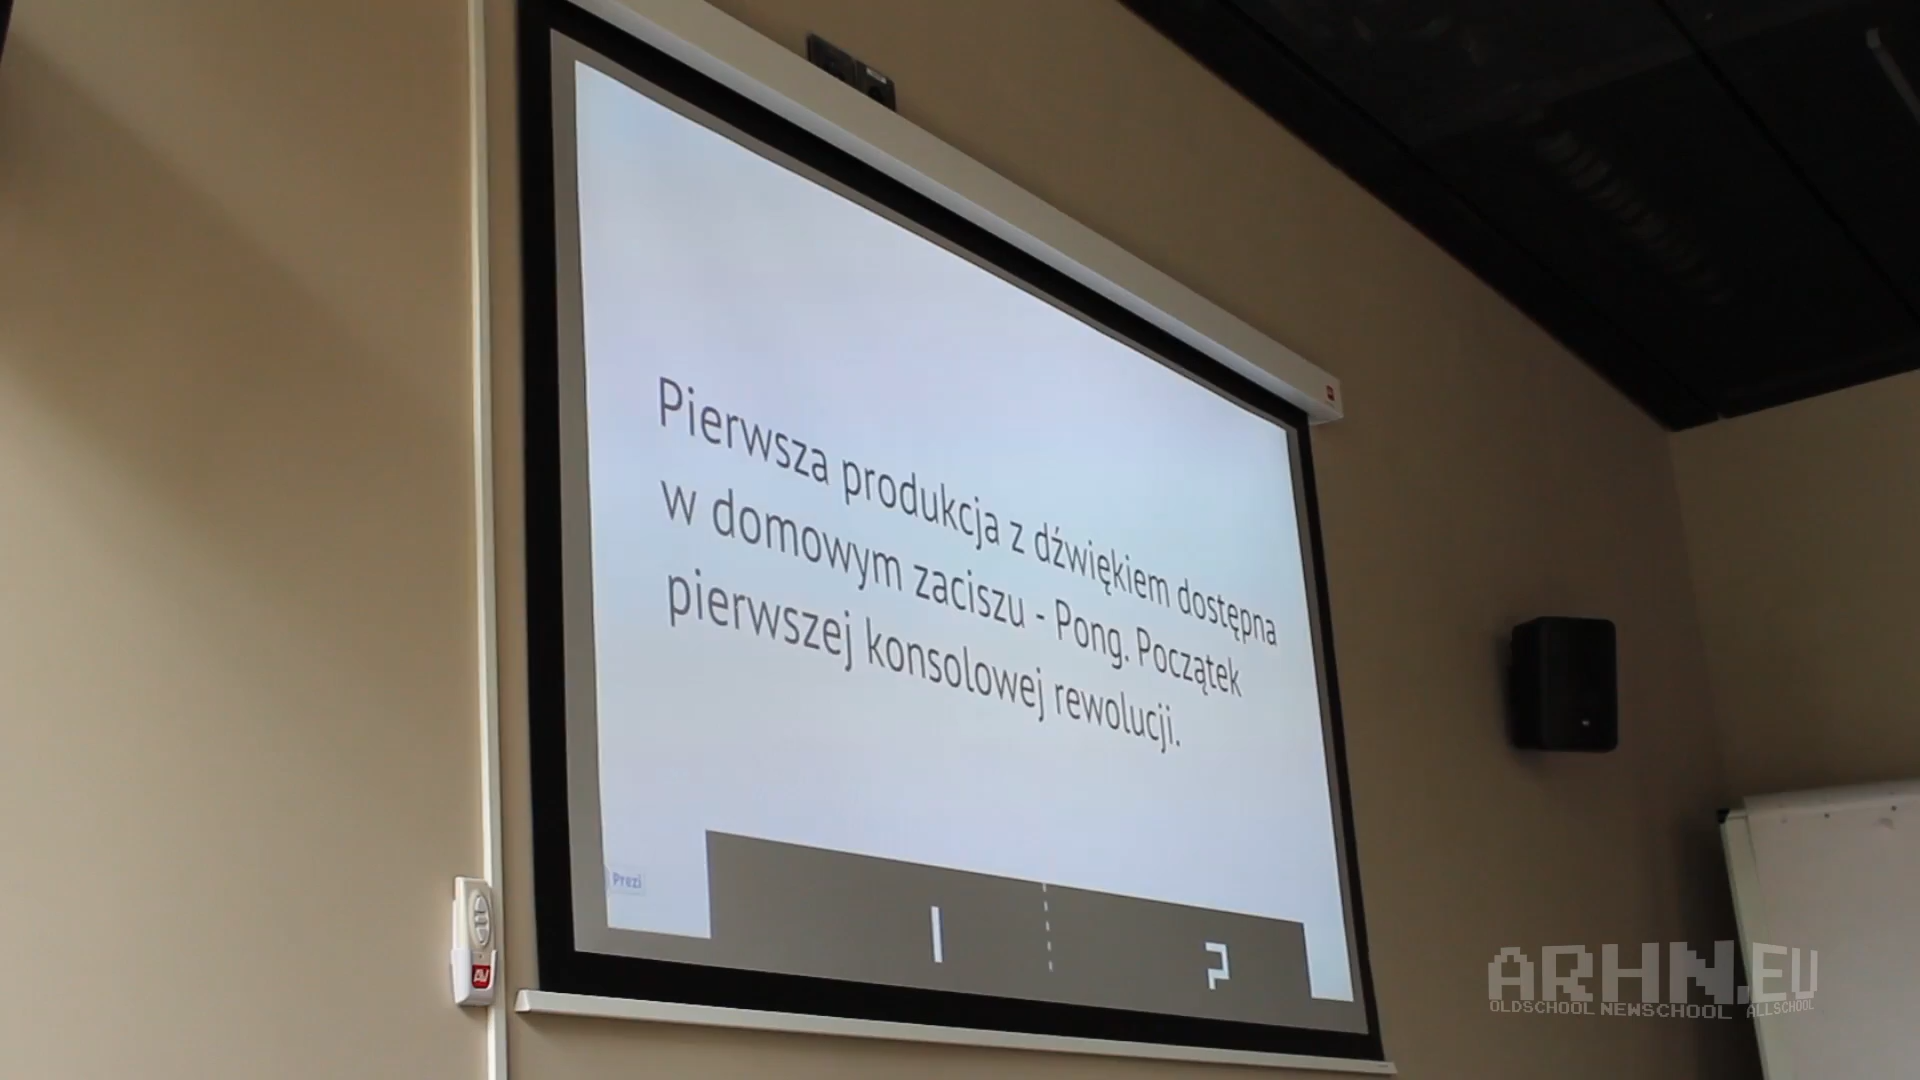 Pierwsza produkcja z dźwiękiem dostępna
w domowym zaciszu - Pong. Początek
pierwszej konsolowej rewolucji.
Prezi
1
AV
ARHN.EU
OLDSCHOOL NEWSCHOOL ALLSCHOOL